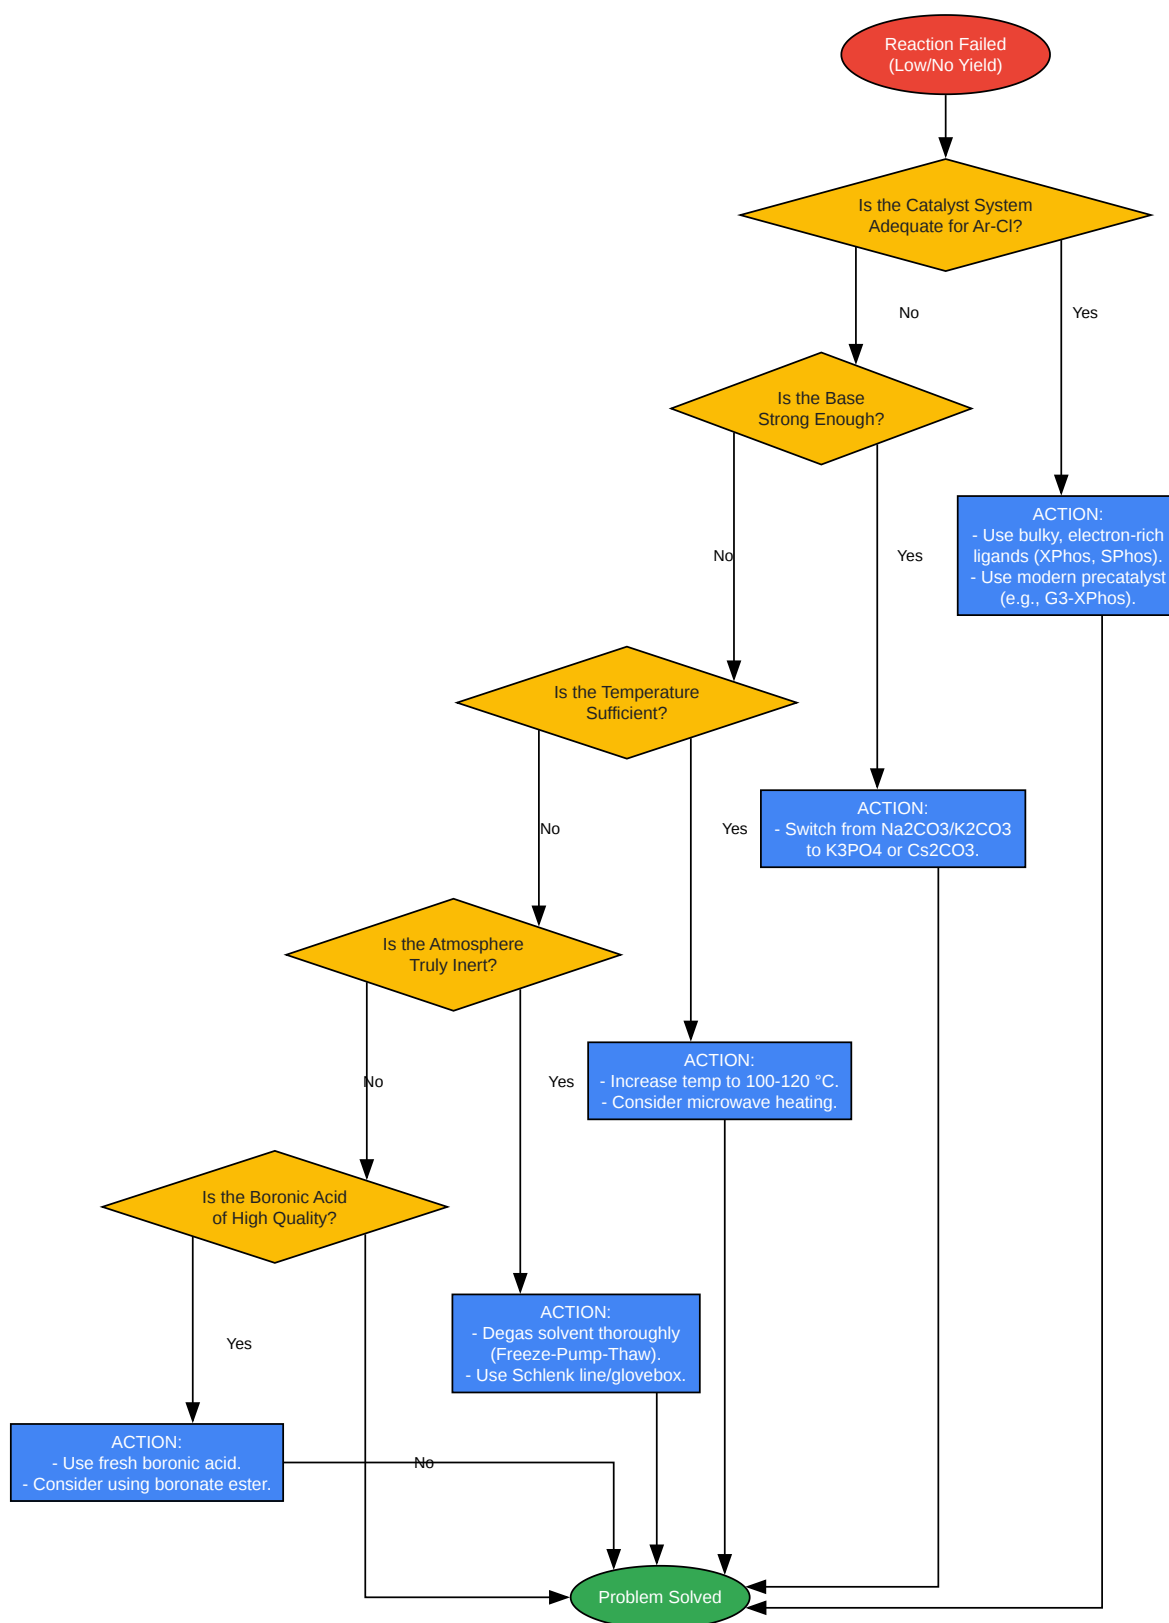 Reaction Failed
(Low/No Yield)
Is the Catalyst System
Adequate for Ar-Cl?
No
Yes
Is the Base
Strong Enough?
ACTION:
- Use bulky, electron-rich
ligands (XPhos, SPhos).
- Use modern precatalyst
(e.g., G3-XPhos).
No
Yes
Is the Temperature
Sufficient?
ACTION:
- Switch from Na2CO3/K2CO3
to K3PO4 or Cs2CO3.
No
Yes
Is the Atmosphere
Truly Inert?
ACTION:
- Increase temp to 100-120 °C.
- Consider microwave heating.
No
Yes
Is the Boronic Acid
of High Quality?
ACTION:
- Degas solvent thoroughly
(Freeze-Pump-Thaw).
- Use Schlenk line/glovebox.
Yes
ACTION:
- Use fresh boronic acid.
- Consider using boronate ester.
No
Problem Solved